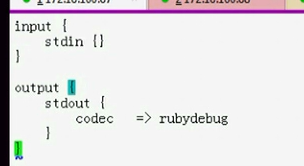 input {
    stdin {}
}
output {
    stdout {
        codec   => rubydebug
    }
}